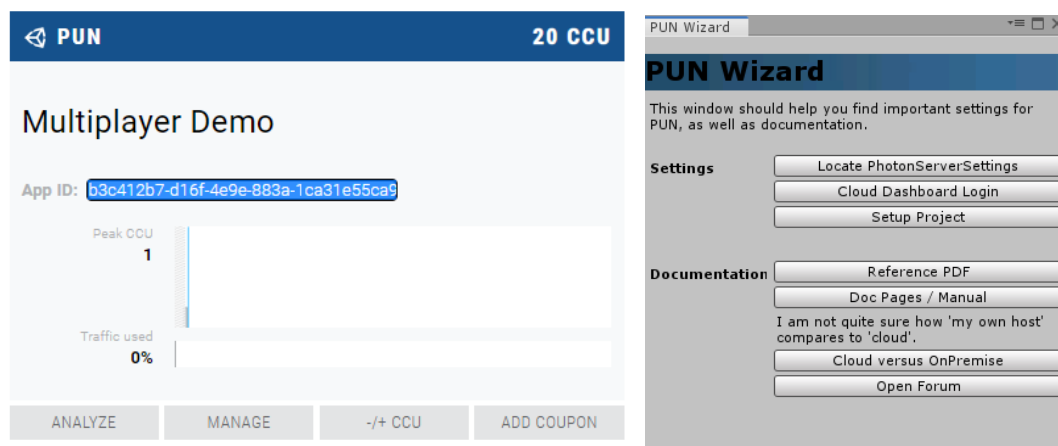 PUN 20 CCU
Multiplayer Demo
App ID: b3c412b7-d16f-4e9e-883a-1ca31e55ca9
Peak CCU
1
Traffic used
0%
ANALYZE MANAGE -/+ CCU ADD COUPON
PUN Wizard
PUN Wizard
This window should help you find important settings for
PUN, as well as documentation.
Settings Locate PhotonServerSettings
Cloud Dashboard Login
Setup Project
Documentation Reference PDF
Doc Pages / Manual
I am not quite sure how 'my own host'
compares to 'cloud'.
Cloud versus OnPremise
Open Forum